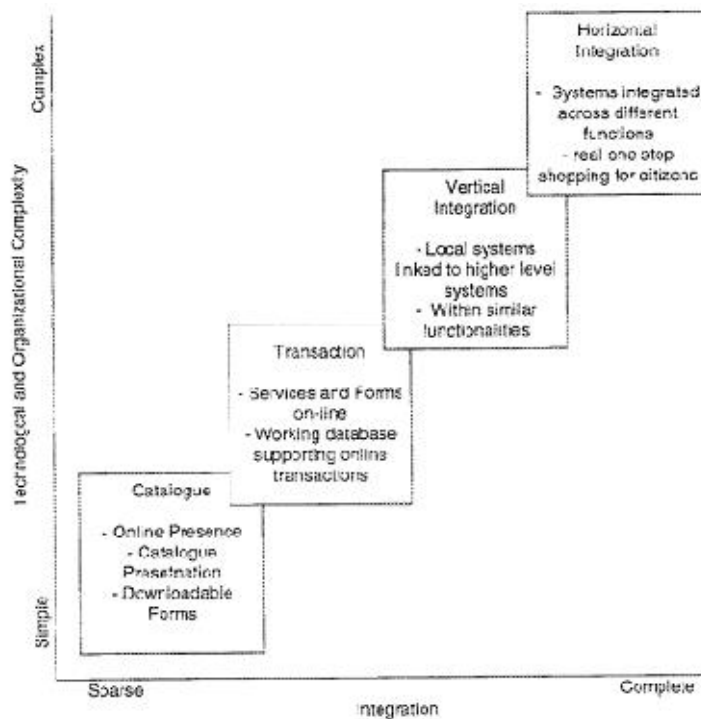 Complex
Technological and Organizational Complexity
Simple
Horizontal
Integration
- Systems integrated
across different
functions
- real one stop
shopping for citizens
Vertical
Integration
- Local systems
linked to higher level
systems
- Within similar
functionalities
Transaction
- Services and Forms
on-line
- Working database
supporting online
transactions
Catalogue
- Online Presence
- Catalogue
Presetnation
- Downloadable
Forms
Sparse
Complete
Integration